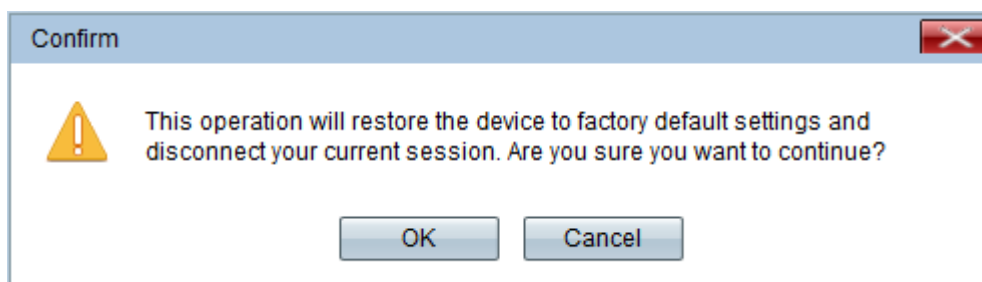 Confirm
This operation will restore the device to factory default settings and
disconnect your current session. Are you sure you want to continue?
OK
Cancel